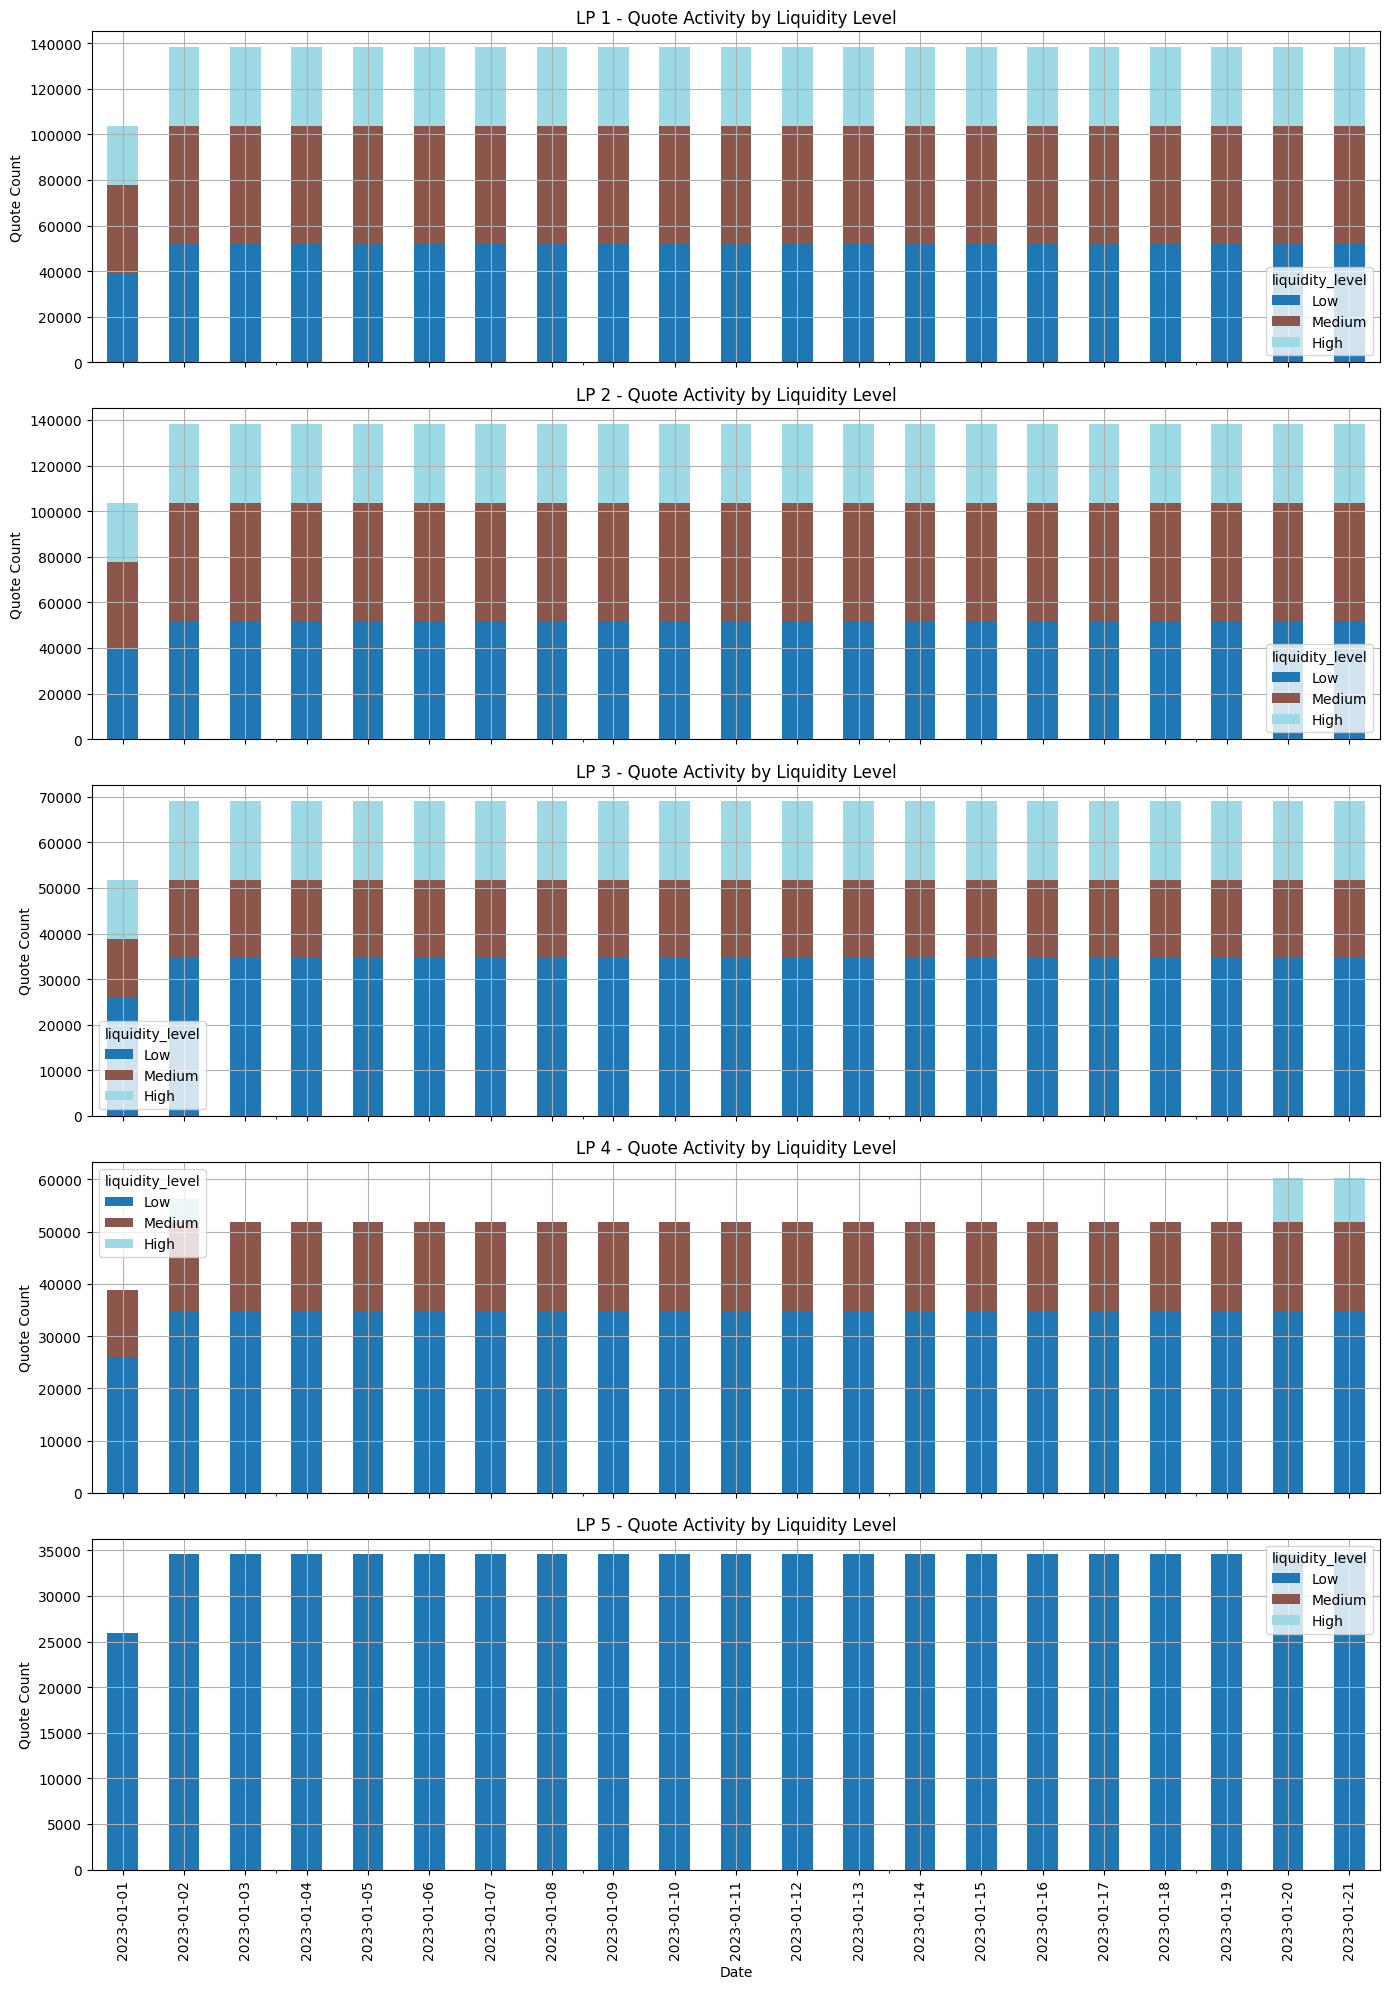 LP 1 - Quote Activity by Liquidity Level
140000
120000
100000
80000
60000
40000
20000
0
Quote Count
liquidity_level
Low
Medium
High
LP 2 - Quote Activity by Liquidity Level
140000
120000
100000
80000
60000
40000
20000
0
Quote Count
liquidity_level
Low
Medium
High
LP 3 - Quote Activity by Liquidity Level
70000
60000
50000
40000
30000
20000
10000
0
Quote Count
liquidity_level
Low
Medium
High
LP 4 - Quote Activity by Liquidity Level
60000
50000
40000
30000
20000
10000
0
Quote Count
liquidity_level
Low
Medium
High
LP 5 - Quote Activity by Liquidity Level
35000
30000
25000
20000
15000
10000
5000
0
Quote Count
liquidity_level
Low
Medium
High
2023-01-01
2023-01-02
2023-01-03
2023-01-04
2023-01-05
2023-01-06
2023-01-07
2023-01-08
2023-01-09
2023-01-10
2023-01-11
2023-01-12
2023-01-13
2023-01-14
2023-01-15
2023-01-16
2023-01-17
2023-01-18
2023-01-19
2023-01-20
2023-01-21
Date